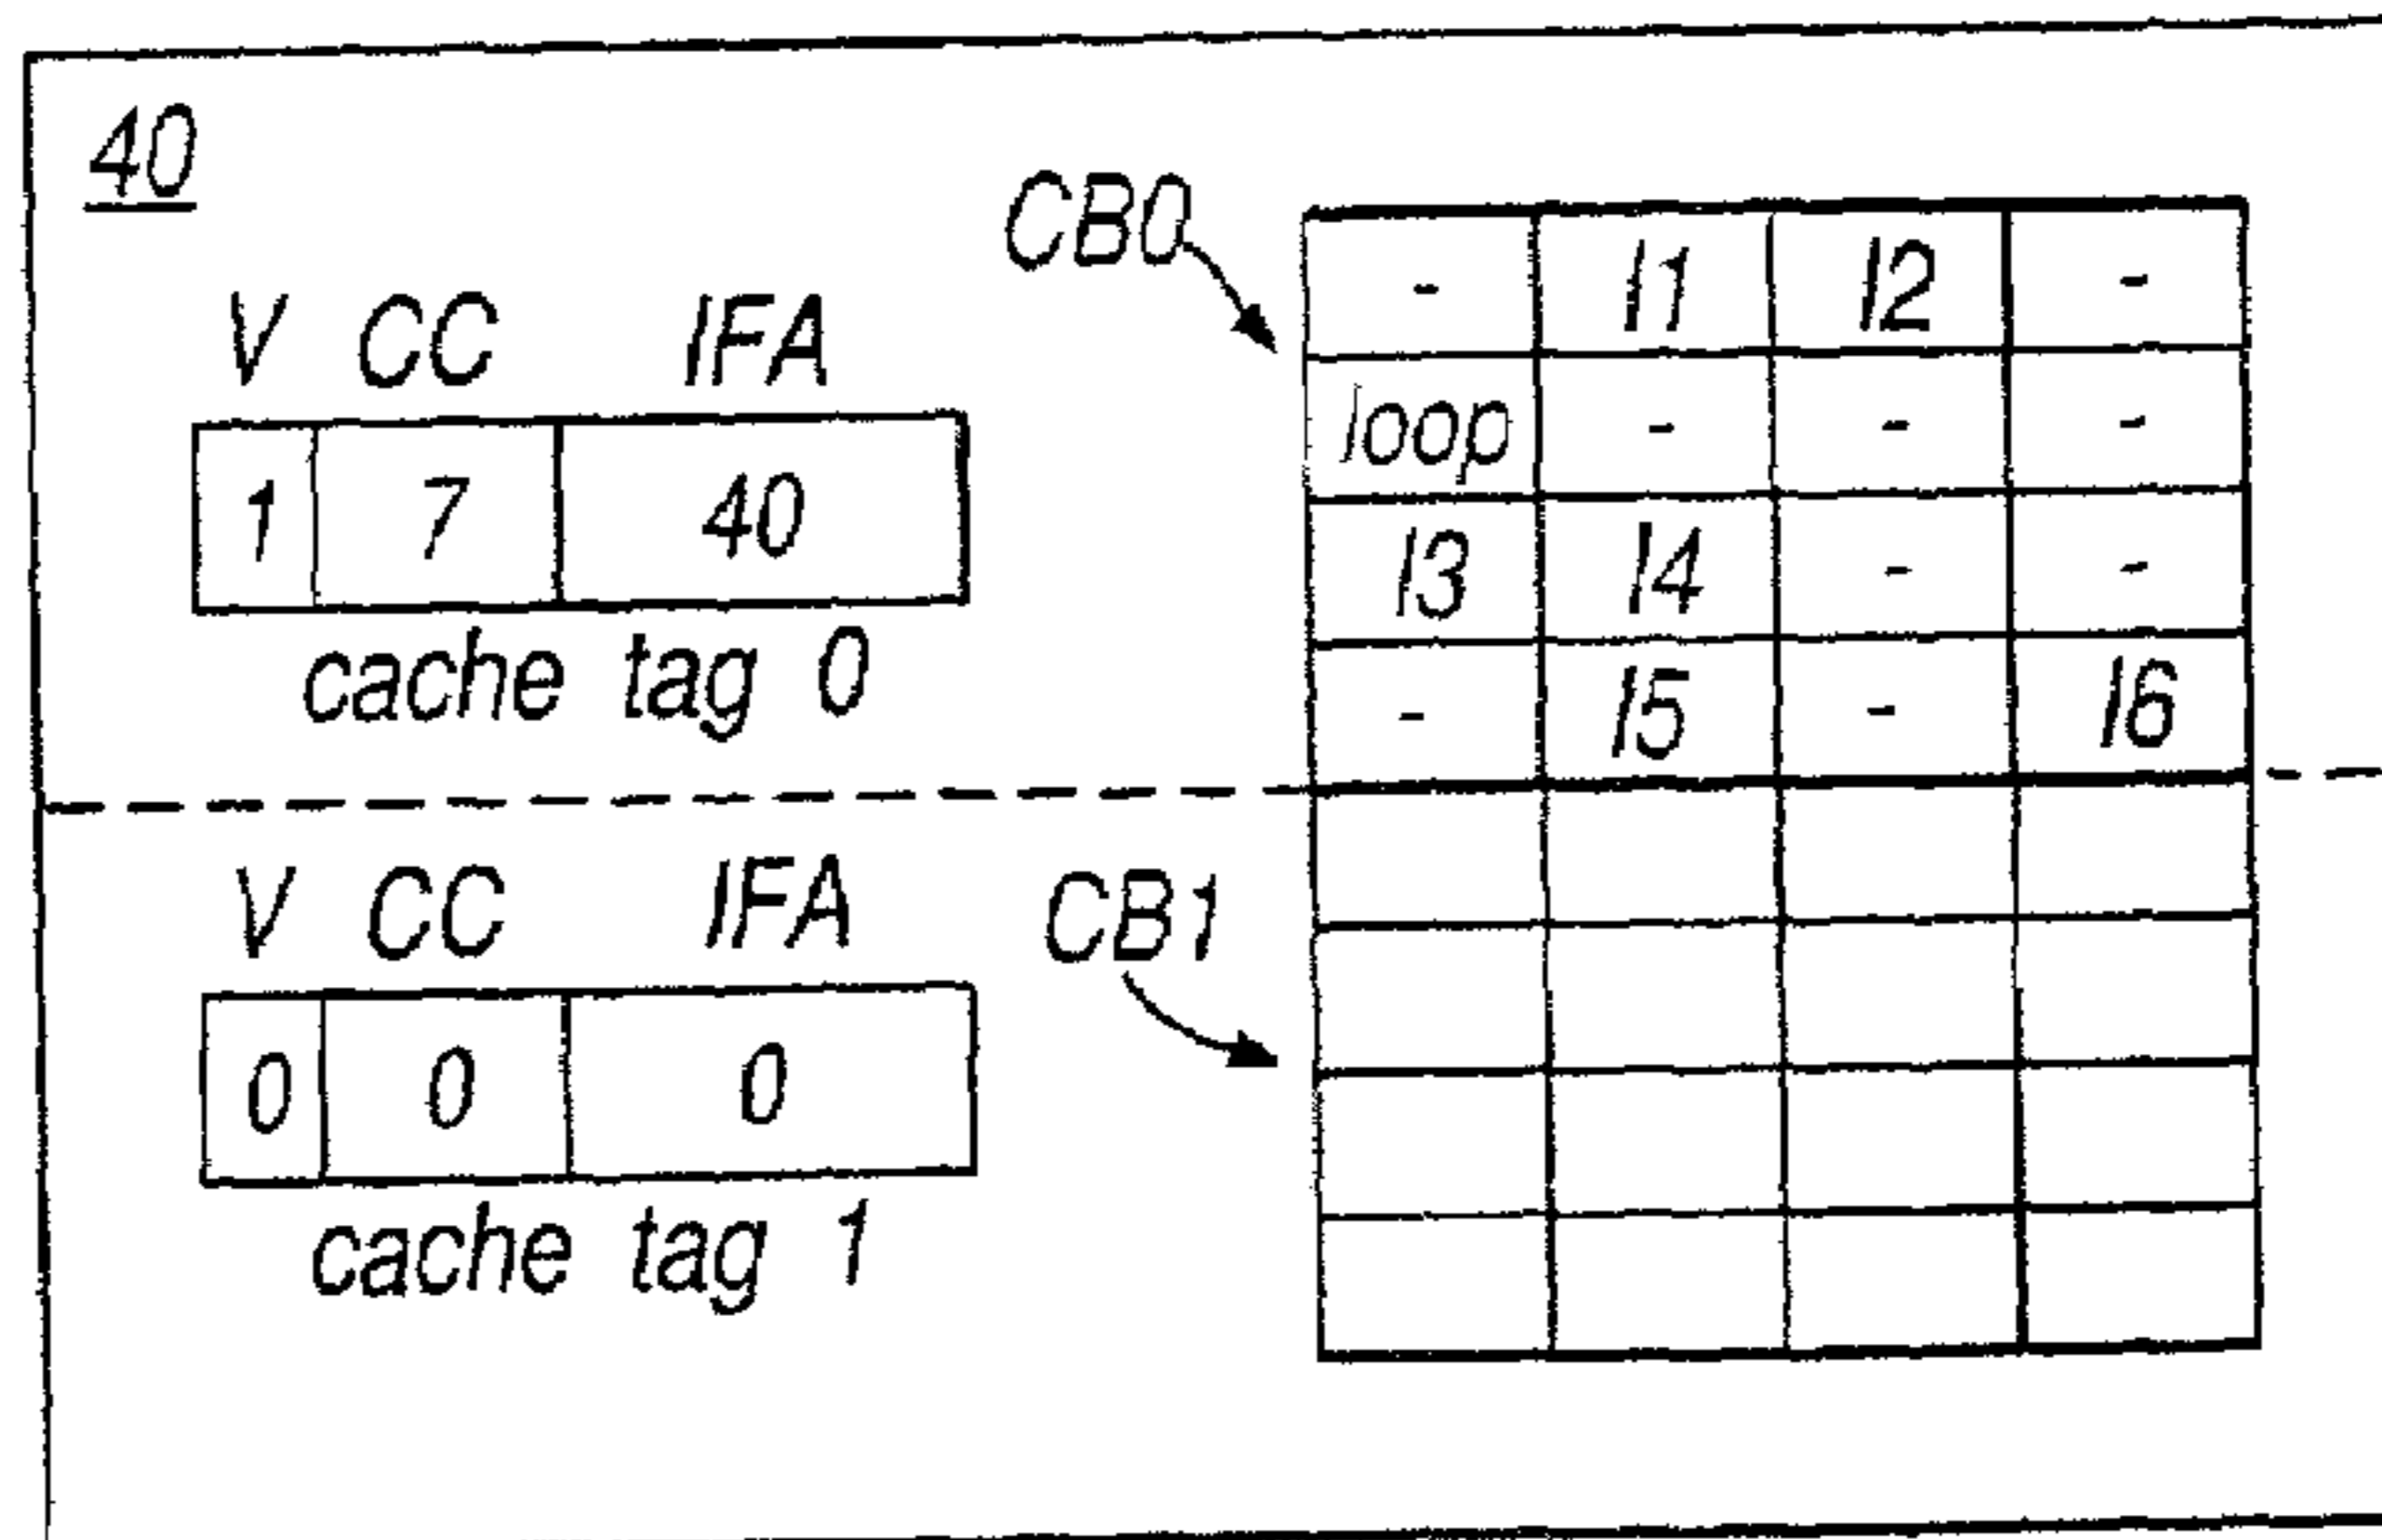 40
CB0
V CC IFA
1 7 40
cache tag 0
- I1 I2 -
loop - - -
I3 I4 - -
- I5 - I6
V CC IFA
0 0 0
cache tag 1
CB1